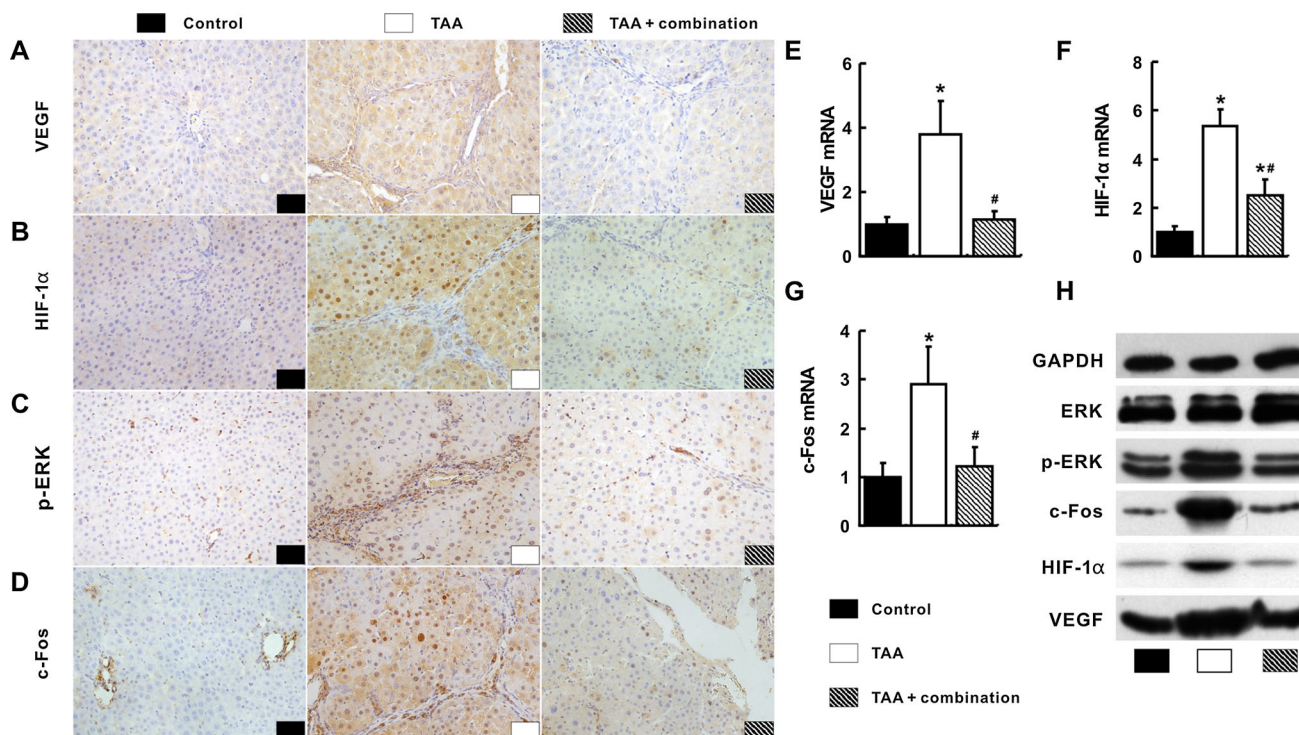 Control TAA TAA + combination
A
VEGF
B
HIF-1α
C
p-ERK
D
c-Fos
E
VEGF mRNA
6
4
2
0
*
#
F
HIF-1α mRNA
8
6
4
2
0
*
*#
G
c-Fos mRNA
4
3
2
1
0
*
#
Control
TAA
TAA + combination
H
GAPDH
ERK
p-ERK
c-Fos
HIF-1α
VEGF